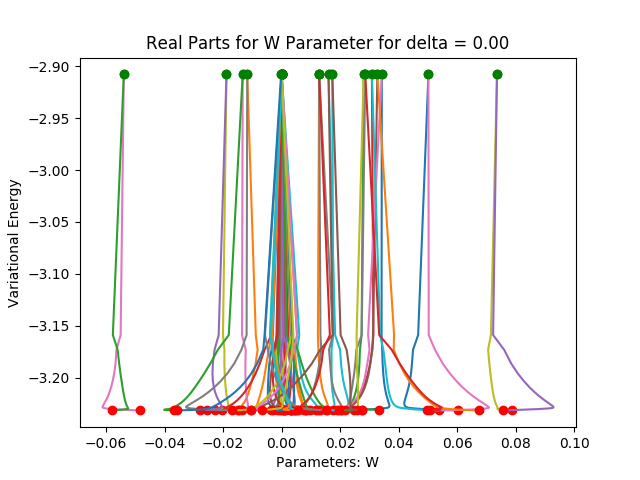 Real Parts for W Parameter for delta = 0.00
Variational Energy
−2.90
−2.95
−3.00
−3.05
−3.10
−3.15
−3.20
−0.06 −0.04 −0.02 0.00 0.02 0.04 0.06 0.08 0.10
Parameters: W